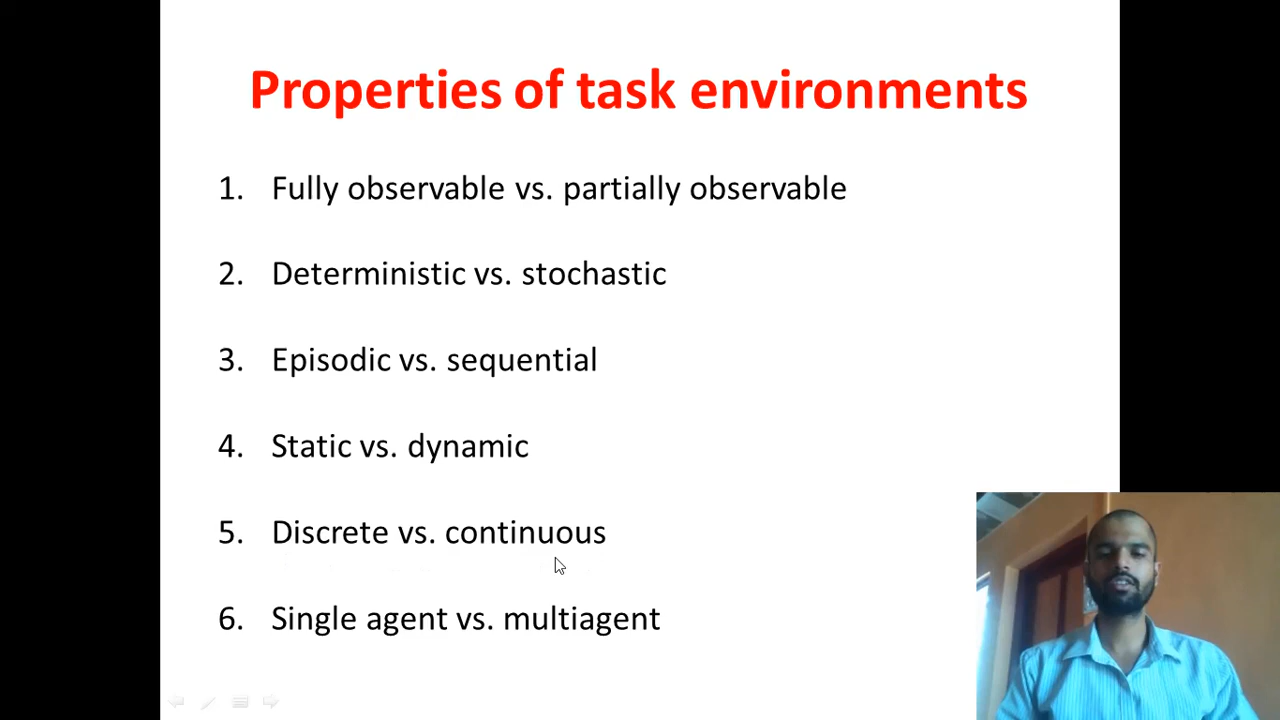 Properties of task environments
1. Fully observable vs. partially observable
2. Deterministic vs. stochastic
3. Episodic vs. sequential
4. Static vs. dynamic
5. Discrete vs. continuous
6. Single agent vs. multiagent